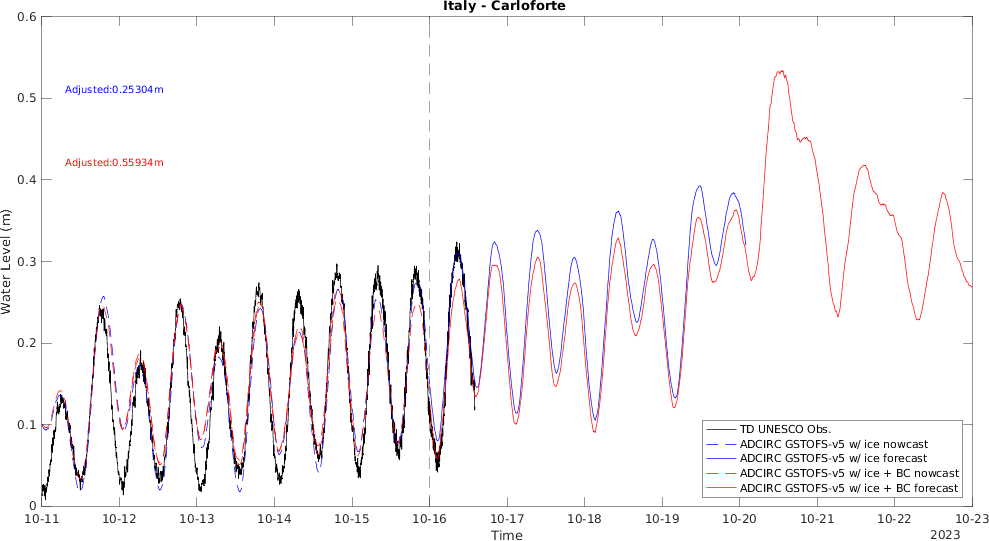 Italy - Carloforte
0.6
0.5
0.4
0.3
0.2
0.1
0
Water Level (m)
Adjusted:0.25304m
Adjusted:0.55934m
TD UNESCO Obs.
ADCIRC GSTOFS-v5 w/ ice nowcast
ADCIRC GSTOFS-v5 w/ ice forecast
ADCIRC GSTOFS-v5 w/ ice + BC nowcast
ADCIRC GSTOFS-v5 w/ ice + BC forecast
10-11 10-12 10-13 10-14 10-15 10-16 10-17 10-18 10-19 10-20 10-21 10-22 10-23
Time
2023